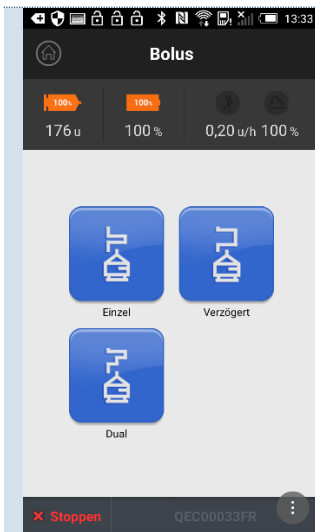 13:33
Bolus
100% 100%
176 u 100 % 0,20 u/h 100 %
Einzel Verzögert
Dual
Stoppen QEC00033FR